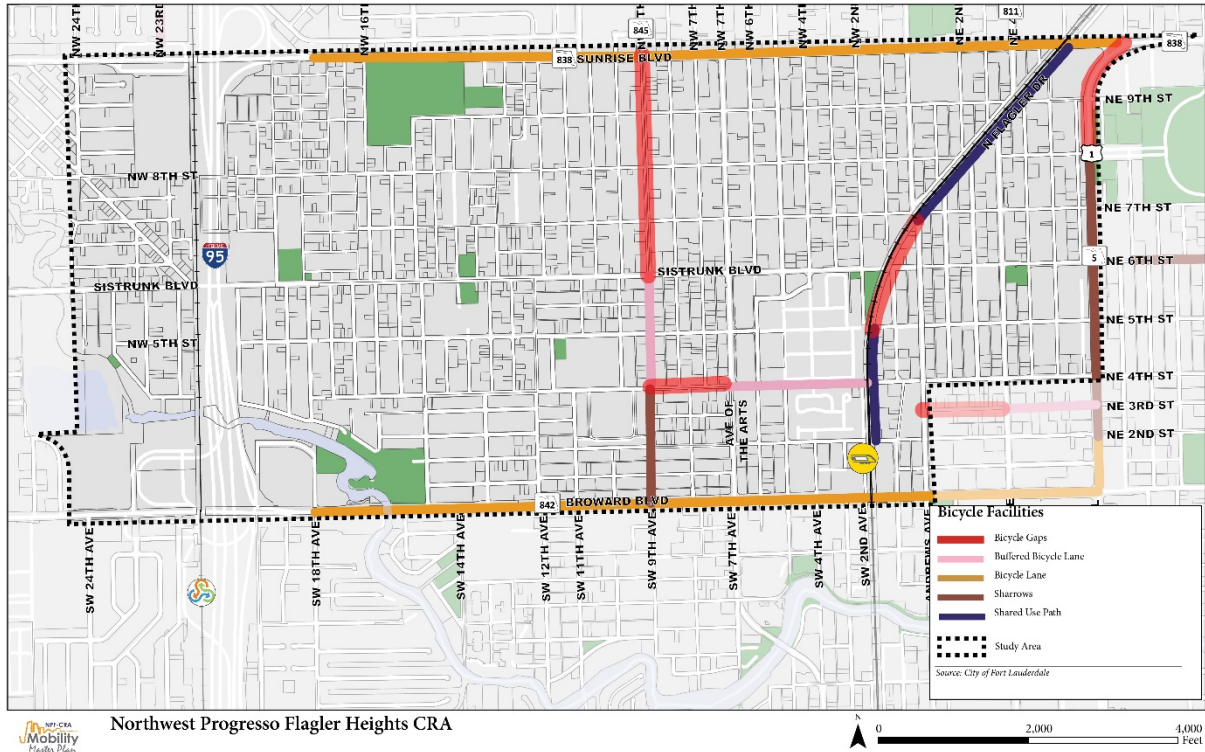 NW 24TH
NW 23RD
NW 16TH
845
NW 7TH
NW 6TH
NW 4TH
NW 2N
NE 2N
811
838
838
SUNRISE BLVD
N FLAGLER DR
NE 9TH ST
1
NW 8TH ST
NE 7TH ST
95
SISTRUNK BLVD
5
NE 6TH ST
SISTRUNK BLVD
NE 5TH ST
NW 5TH ST
NE 4TH ST
AVE OF
THE ARTS
NE 3RD ST
NE 2ND ST
842
BROWARD BLVD
SW 24TH AVE
SW 18TH AVE
SW 14TH AVE
SW 12TH AVE
SW 11TH AVE
SW 9TH AVE
SW 7TH AVE
SW 4TH AVE
SW 2ND AVE
ANDREWS AVE
Bicycle Facilities
Bicycle Gaps
Buffered Bicycle Lane
Bicycle Lane
Sharrows
Shared Use Path
Study Area
Source: City of Fort Lauderdale
NPF-CRA
Mobility
Master Plan
Northwest Progresso Flagler Heights CRA
N
0 2,000 4,000
Feet